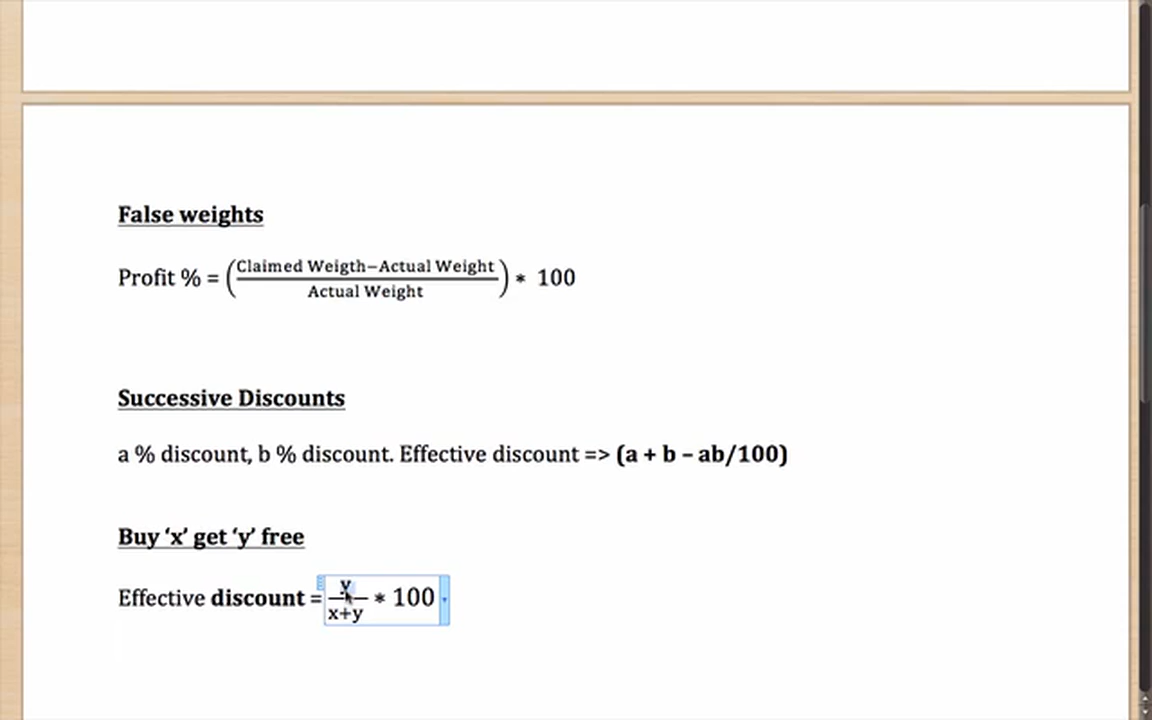 False weights
Profit % = (Claimed Weigth−Actual Weight / Actual Weight) * 100
Successive Discounts
a % discount, b % discount. Effective discount => (a + b – ab/100)
Buy ‘x’ get ‘y’ free
Effective discount = y / x+y * 100